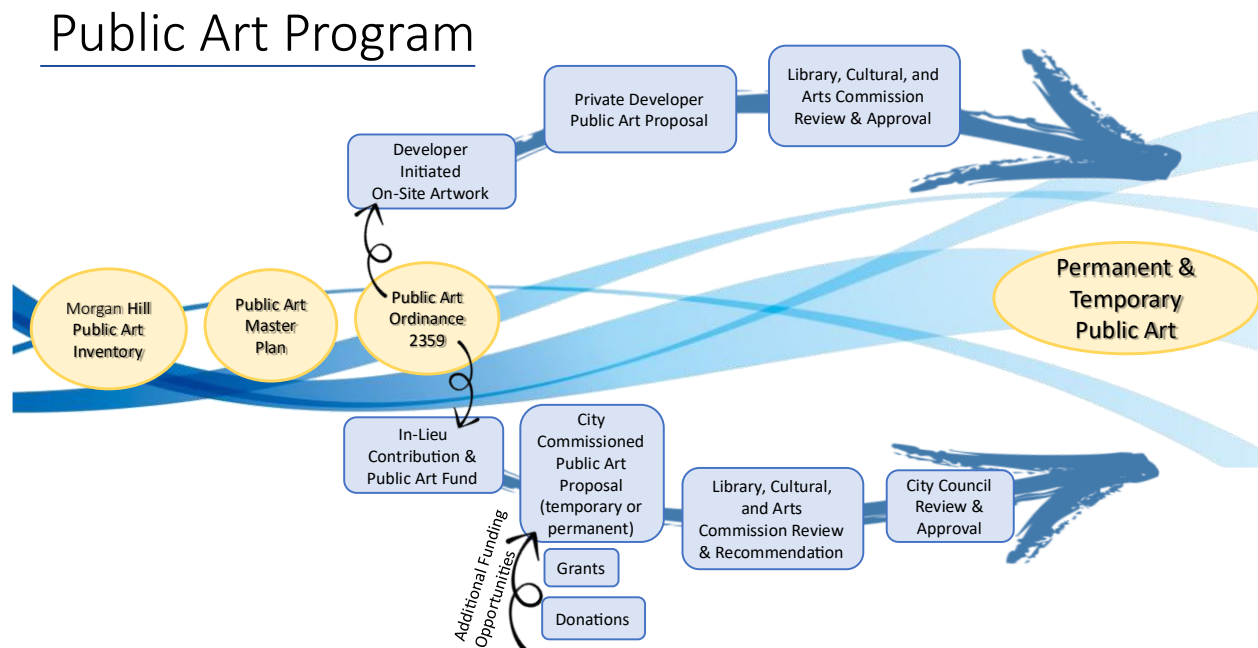 Public Art Program
Developer
Initiated
On-Site Artwork
Private Developer
Public Art Proposal
Library, Cultural, and
Arts Commission
Review & Approval
Morgan Hill
Public Art
Inventory
Public Art
Master
Plan
Public Art
Ordinance
2359
Permanent &
Temporary
Public Art
In-Lieu
Contribution &
Public Art Fund
City
Commissioned
Public Art
Proposal
(temporary or
permanent)
Library, Cultural,
and Arts
Commission Review
& Recommendation
City Council
Review &
Approval
Additional Funding
Opportunities
Grants
Donations